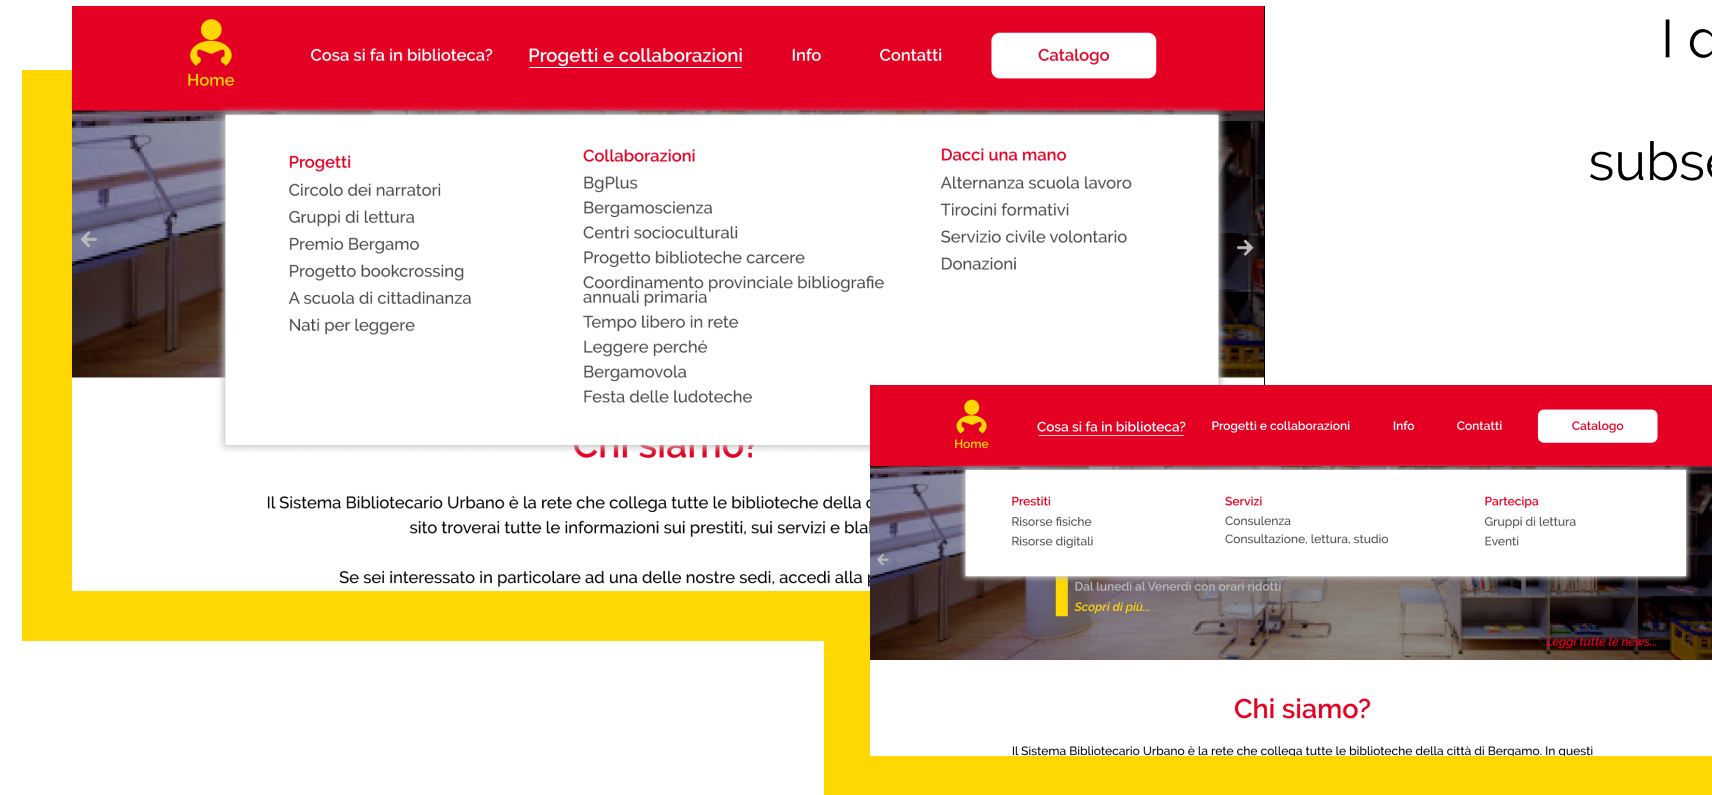 Home
Cosa si fa in biblioteca?
Progetti e collaborazioni
Info
Contatti
Catalogo
Progetti
Circolo dei narratori
Gruppi di lettura
Premio Bergamo
Progetto bookcrossing
A scuola di cittadinanza
Nati per leggere
Collaborazioni
BgPlus
Bergamoscienza
Centri socioculturali
Progetto biblioteche carcere
Coordinamento provinciale bibliografie
annuali primaria
Tempo libero in rete
Leggere perché
Bergamovola
Festa delle ludoteche
Dacci una mano
Alternanza scuola lavoro
Tirocini formativi
Servizio civile volontario
Donazioni
Chi siamo?
Il Sistema Bibliotecario Urbano è la rete che collega tutte le biblioteche della
sito troverai tutte le informazioni sui prestiti, sui servizi e
Se sei interessato in particolare ad una delle nostre sedi, accedi alla
I
Home
Cosa si fa in biblioteca?
Progetti e collaborazioni
Info
Contatti
Catalogo
Prestiti
Risorse fisiche
Risorse digitali
Servizi
Consulenza
Consultazione, lettura, studio
Partecipa
Gruppi di lettura
Eventi
Dal lunedì al Venerdì con orari ridotti
Scopri di più...
Leggi tutte le news...
Chi siamo?
Il Sistema Bibliotecario Urbano è la rete che collega tutte le biblioteche della città di Bergamo. In questi